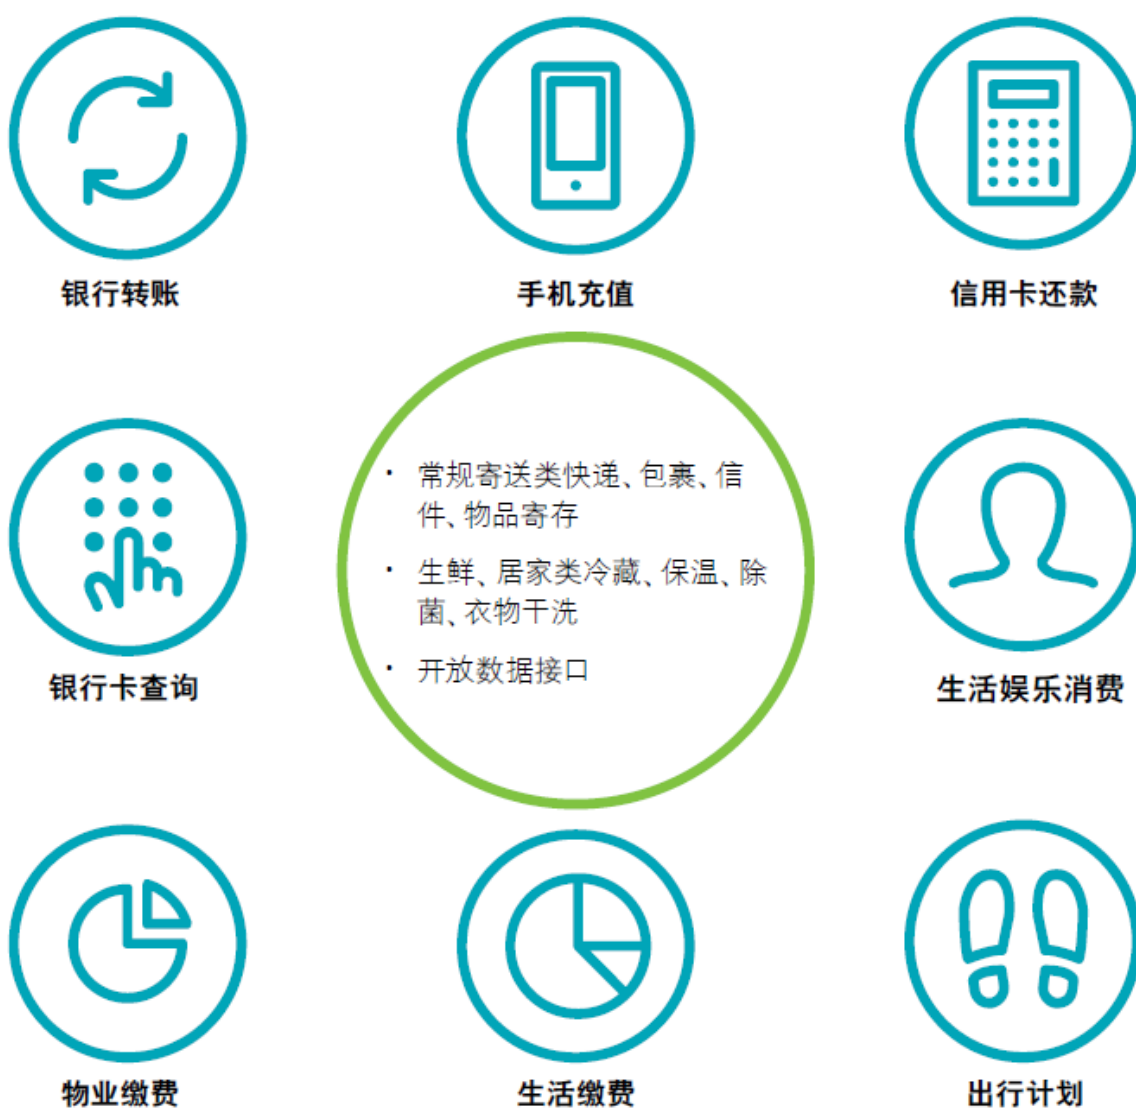 银行转账
手机充值
信用卡还款
· 常规寄送类快递、包裹、信
件、物品寄存
· 生鲜、居家类冷藏、保温、除
菌、衣物干洗
· 开放数据接口
银行卡查询
生活娱乐消费
物业缴费
生活缴费
出行计划